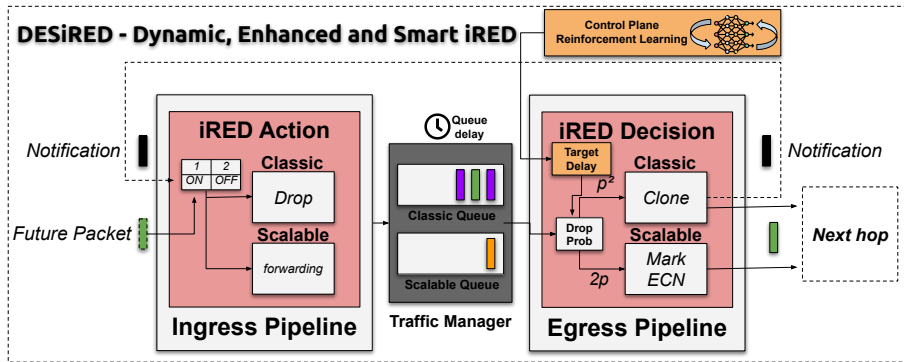 DESiRED - Dynamic, Enhanced and Smart iRED
Control Plane
Reinforcement Learning
Notification
Future Packet
iRED Action
1 2
ON OFF
Classic
Drop
Scalable
forwarding
Ingress Pipeline
Queue
delay
Classic Queue
Scalable Queue
Traffic Manager
iRED Decision
Target
Delay
Classic
p²
Clone
Drop
Prob
Scalable
2p
Mark
ECN
Egress Pipeline
Notification
Next hop